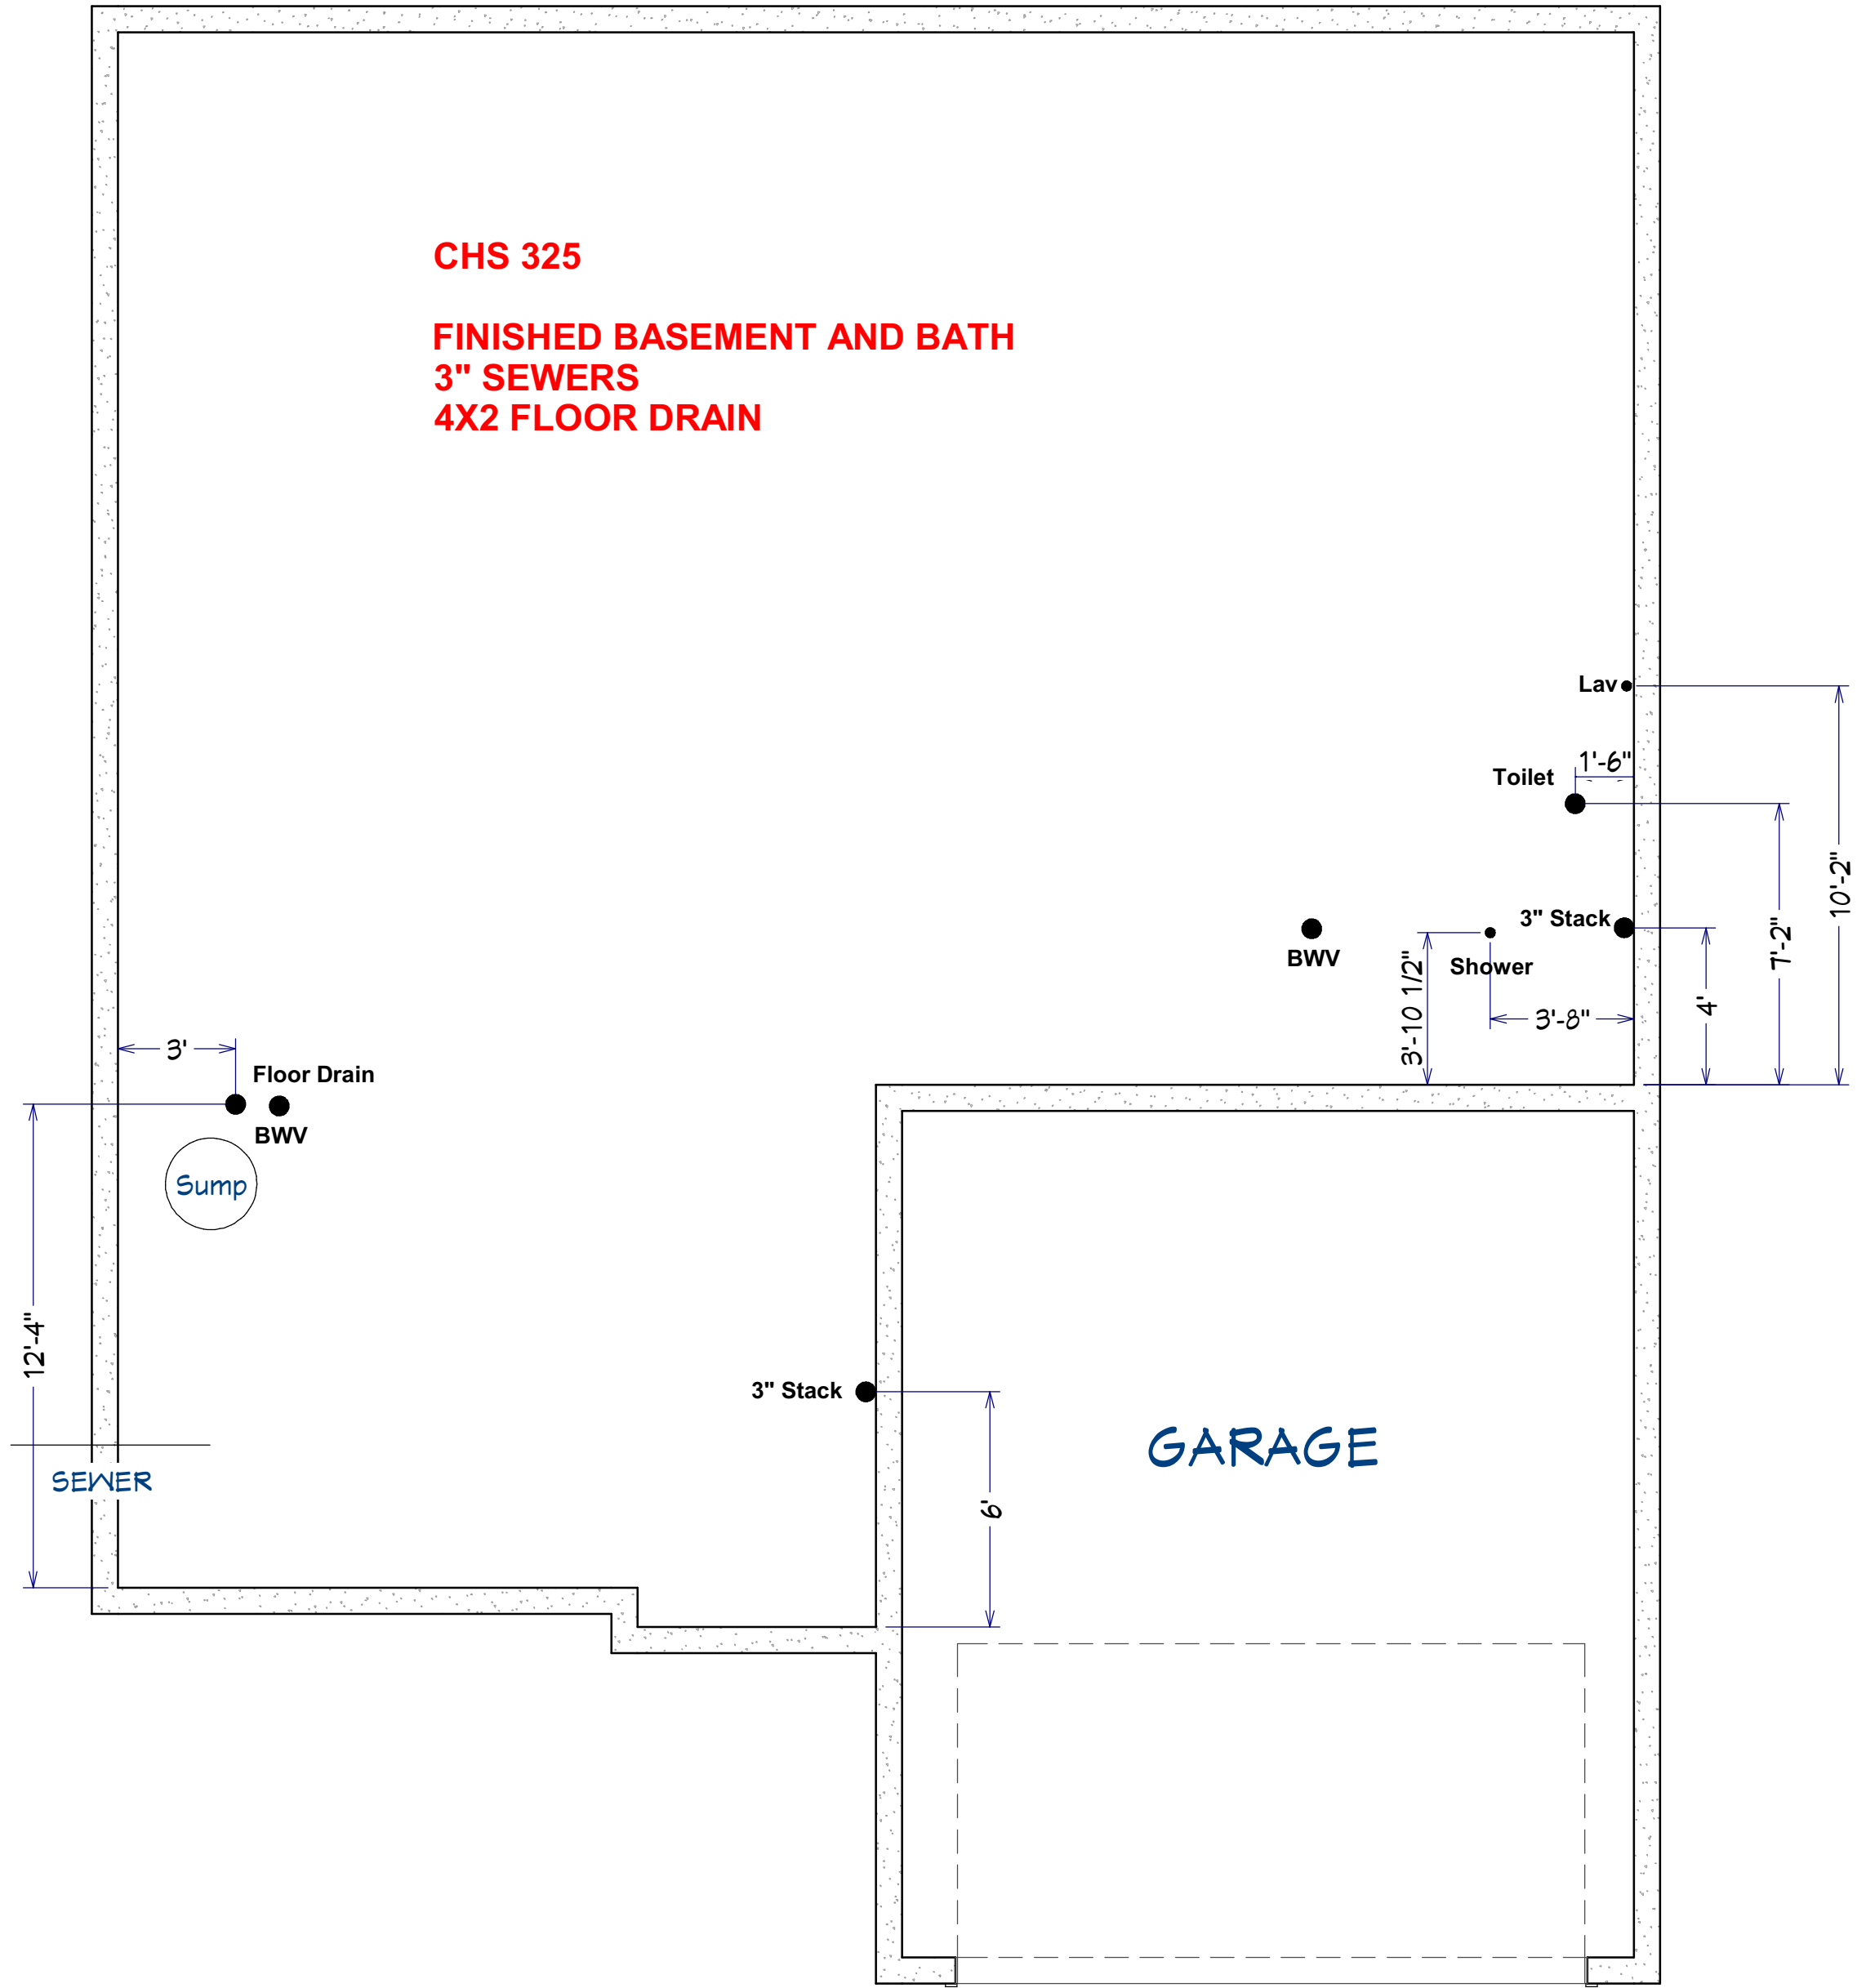 CHS 325
FINISHED BASEMENT AND BATH
3" SEWERS
4X2 FLOOR DRAIN
Lav
1'-6"
Toilet
10'-2"
7'-2"
3" Stack
BWV
Shower
3'-10 1/2"
4'
3'-8"
3'
Floor Drain
BWV
Sump
12'-4"
3" Stack
GARAGE
SEWER
6'